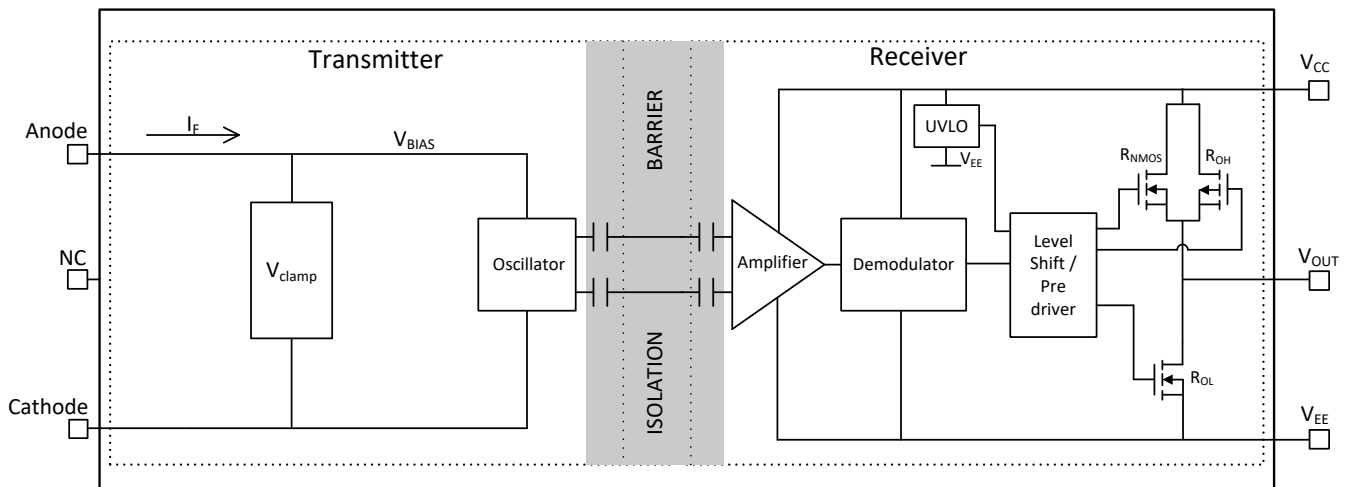 Transmitter
Receiver
V_CC
Anode
I_F
V_BIAS
BARRIER
UVLO
V_EE
R_NMOS
R_OH
NC
V_clamp
Oscillator
Amplifier
Demodulator
Level
Shift /
Pre
driver
V_OUT
Cathode
ISOLATION
R_OL
V_EE